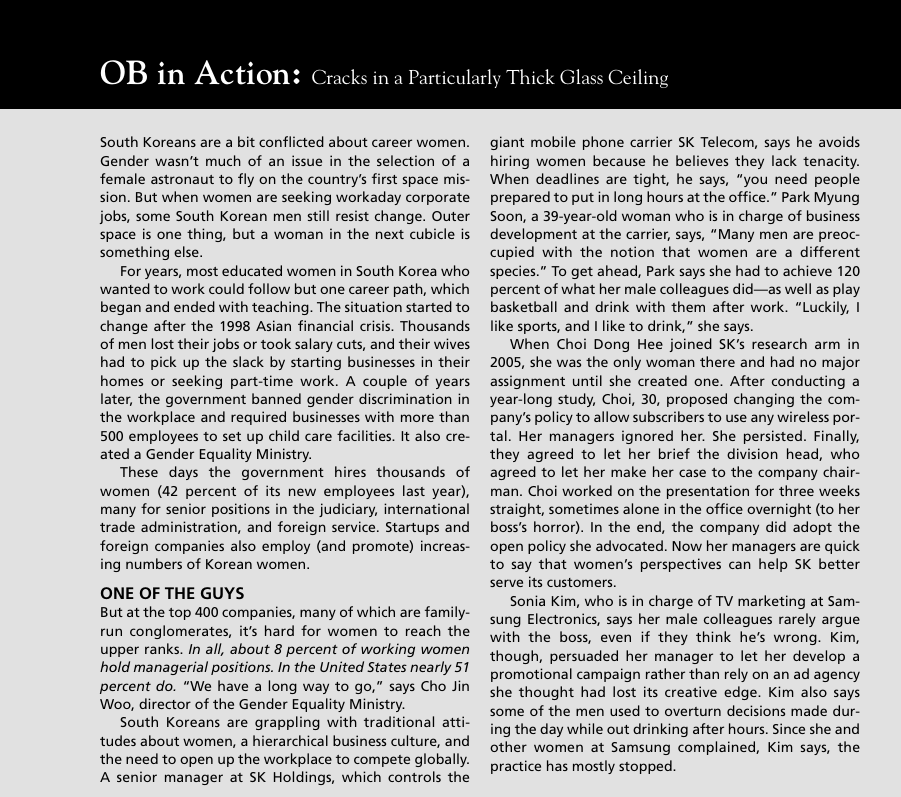 OB in Action: Cracks in a Particularly Thick Glass Ceiling
South Koreans are a bit conflicted about career women.
Gender wasn't much of an issue in the selection of a
female astronaut to fly on the country's first space mis-
sion. But when women are seeking workaday corporate
jobs, some South Korean men still resist change. Outer
space is one thing, but a woman in the next cubicle is
something else.
For years, most educated women in South Korea who
wanted to work could follow but one career path, which
began and ended with teaching. The situation started to
change after the 1998 Asian financial crisis. Thousands
of men lost their jobs or took salary cuts, and their wives
had to pick up the slack by starting businesses in their
homes or seeking part-time work. A couple of years
later, the government banned gender discrimination in
the workplace and required businesses with more than
500 employees to set up child care facilities. It also cre-
ated a Gender Equality Ministry.
These days the government hires thousands of
women (42 percent of its new employees last year),
many for senior positions in the judiciary, international
trade administration, and foreign service. Startups and
foreign companies also employ (and promote) increas-
ing numbers of Korean women.
ONE OF THE GUYS
But at the top 400 companies, many of which are family-
run conglomerates, it's hard for women to reach the
upper ranks. In all, about 8 percent of working women
hold managerial positions. In the United States nearly 51
percent do. "We have a long way to go," says Cho Jin
Woo, director of the Gender Equality Ministry.
South Koreans are grappling with traditional atti-
tudes about women, a hierarchical business culture, and
the need to open up the workplace to compete globally.
A senior manager at SK Holdings, which controls the
giant mobile phone carrier SK Telecom, says he avoids
hiring women because he believes they lack tenacity.
When deadlines are tight, he says, "you need people
prepared to put in long hours at the office." Park Myung
Soon, a 39-year-old woman who is in charge of business
development at the carrier, says, "Many men are preoc-
cupied with the notion that women are a different
species." To get ahead, Park says she had to achieve 120
percent of what her male colleagues did—as well as play
basketball and drink with them after work. "Luckily, I
like sports, and I like to drink," she says.
When Choi Dong Hee joined SK's research arm in
2005, she was the only woman there and had no major
assignment until she created one. After conducting a
year-long study, Choi, 30, proposed changing the com-
pany's policy to allow subscribers to use any wireless por-
tal. Her managers ignored her. She persisted. Finally,
they agreed to let her brief the division head, who
agreed to let her make her case to the company chair-
man. Choi worked on the presentation for three weeks
straight, sometimes alone in the office overnight (to her
boss's horror). In the end, the company did adopt the
open policy she advocated. Now her managers are quick
to say that women's perspectives can help SK better
serve its customers.
Sonia Kim, who is in charge of TV marketing at Sam-
sung Electronics, says her male colleagues rarely argue
with the boss, even if they think he's wrong. Kim,
though, persuaded her manager to let her develop a
promotional campaign rather than rely on an ad agency
she thought had lost its creative edge. Kim also says
some of the men used to overturn decisions made dur-
ing the day while out drinking after hours. Since she and
other women at Samsung complained, Kim says, the
practice has mostly stopped.